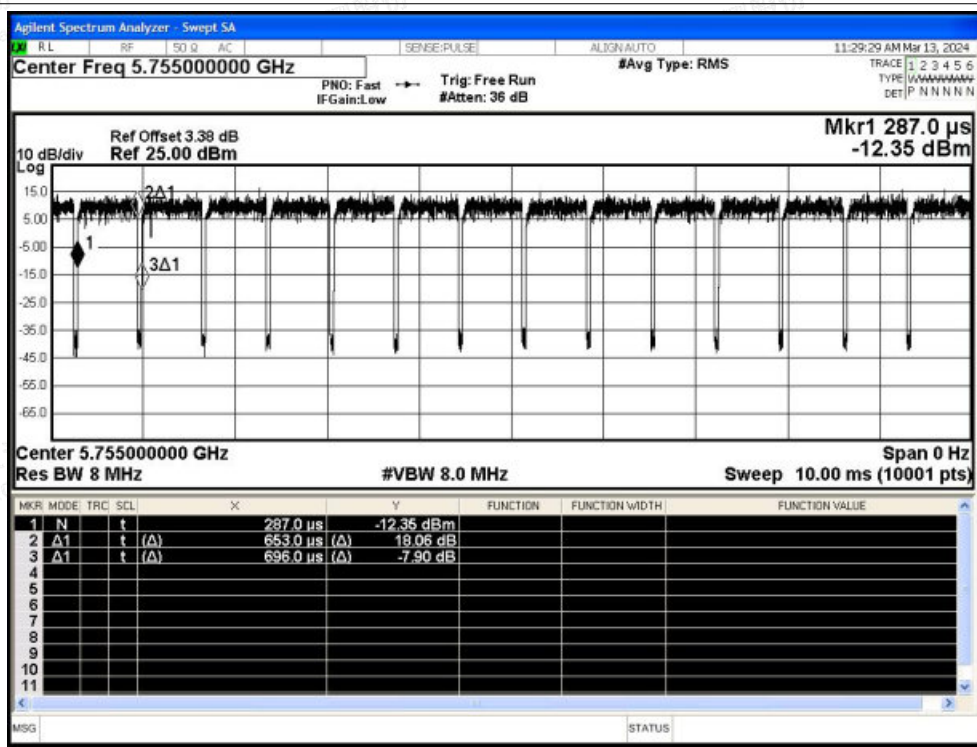 Agilent Spectrum Analyzer - Swept SA
RL RF 50 Ω AC SENSE:PULSE ALIGN AUTO 11:29:29 AM Mar 13, 2024
Center Freq 5.755000000 GHz #Avg Type: RMS TRACE 1 2 3 4 5 6
PNO: Fast Trig: Free Run TYPE WWWWWW
IFGain:Low #Atten: 36 dB DET P N N N N N
Mkr1 287.0 µs
Ref Offset 3.38 dB
10 dB/div Ref 25.00 dBm -12.35 dBm
Log
15.0
2Δ1
5.00
-5.00
1
3Δ1
-15.0
-25.0
-35.0
-45.0
-55.0
-65.0
Center 5.755000000 GHz Span 0 Hz
Res BW 8 MHz #VBW 8.0 MHz Sweep 10.00 ms (10001 pts)
MKR MODE TRC SCL X Y FUNCTION FUNCTION WIDTH FUNCTION VALUE
1 N t 287.0 µs -12.35 dBm
2 Δ1 t (Δ) 653.0 µs (Δ) 18.06 dB
3 Δ1 t (Δ) 696.0 µs (Δ) -7.90 dB
4
5
6
7
8
9
10
11
MSG STATUS